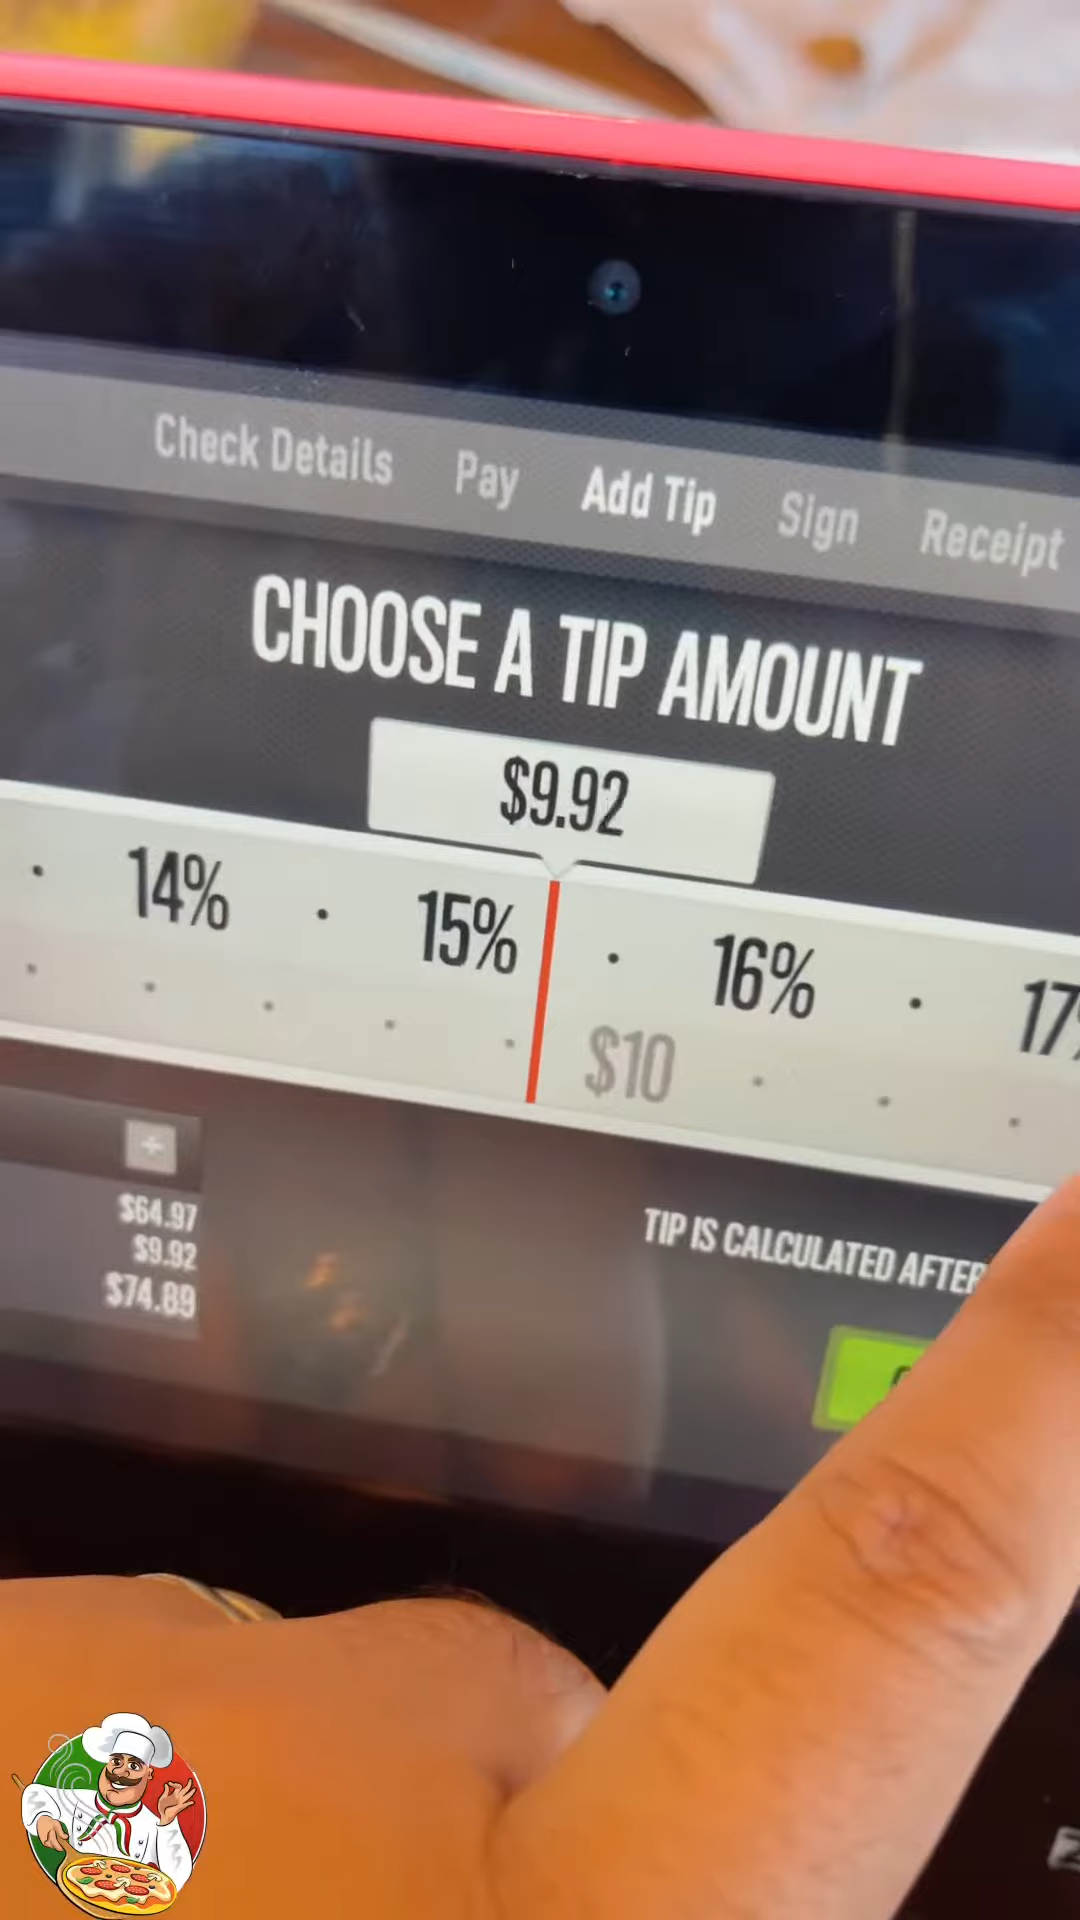 Check Details Pay Add Tip Sign Receipt
CHOOSE A TIP AMOUNT
$9.92
14% 15% 16%
$10
$64.97
$9.92
$74.89
TIP IS CALCULATED AFTER